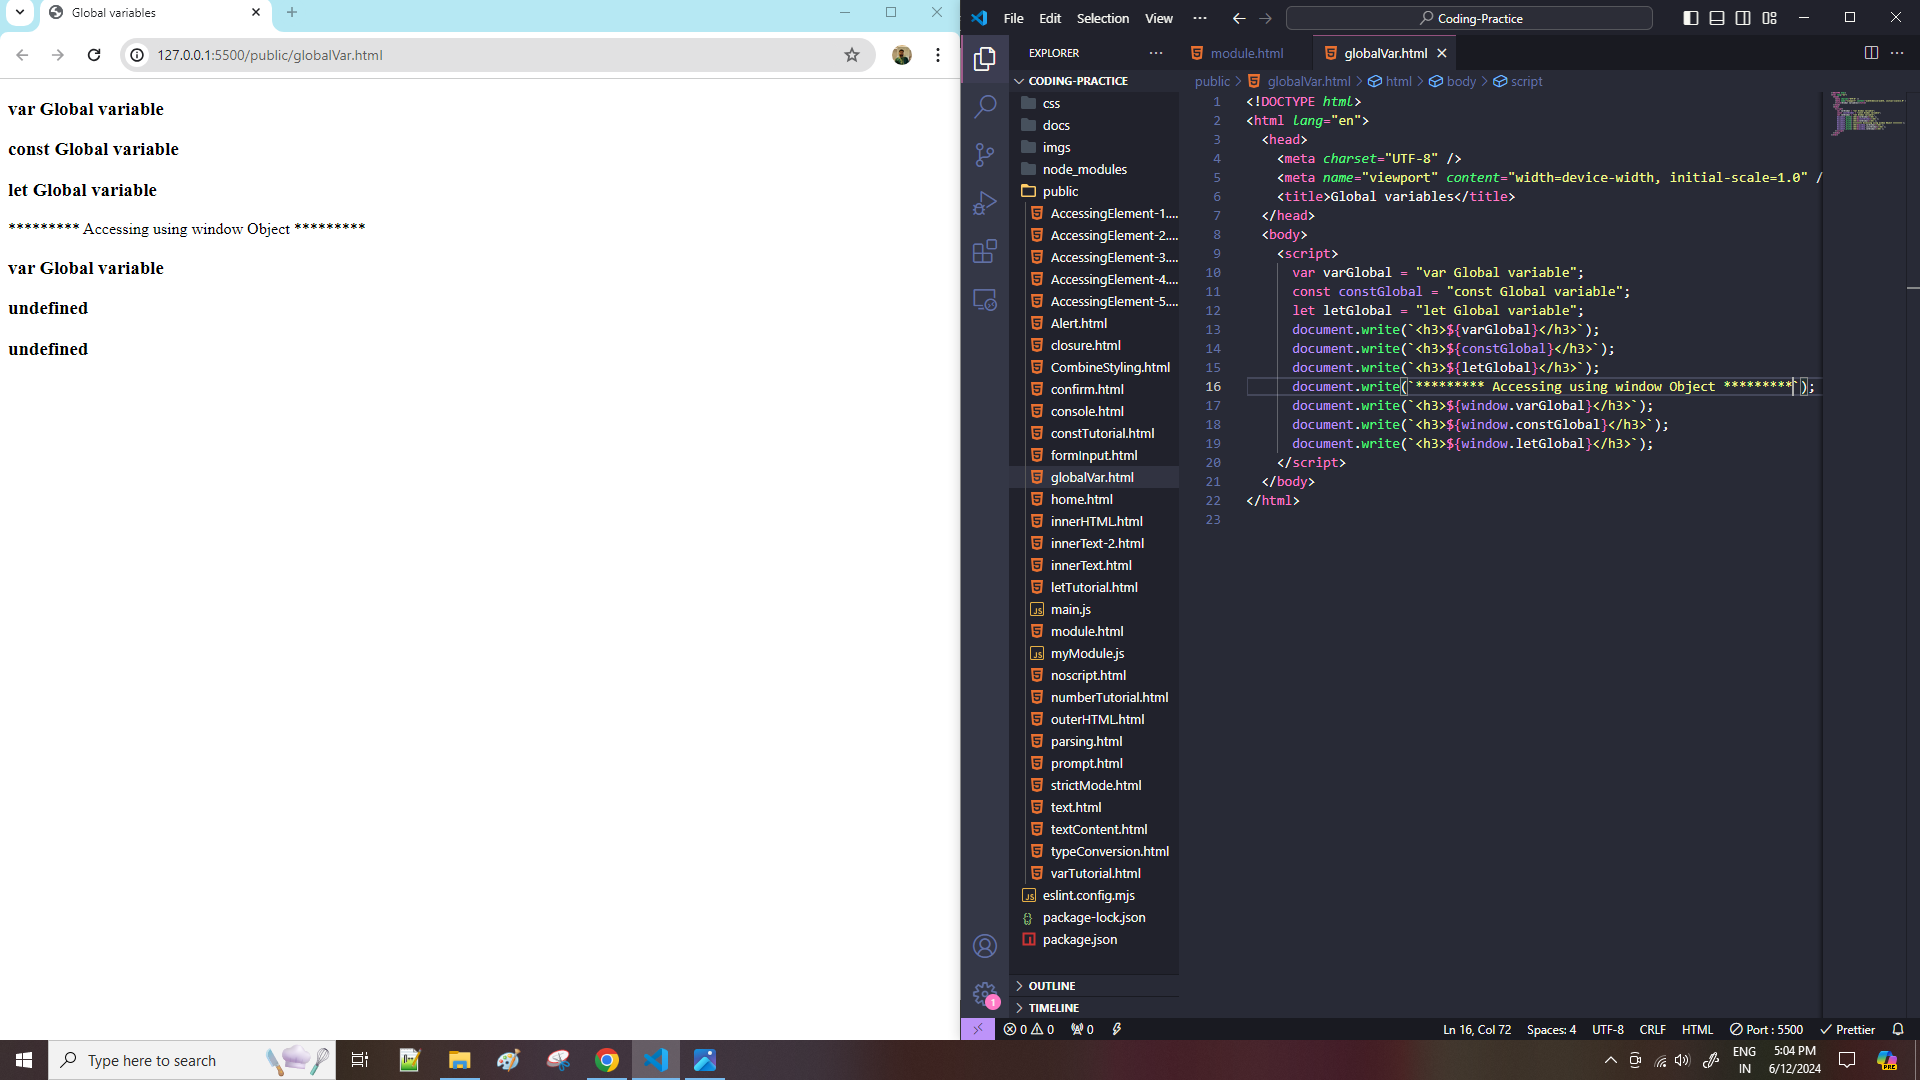 Global variables
127.0.0.1:5500/public/globalVar.html
var Global variable
const Global variable
let Global variable
********* Accessing using window Object *********
var Global variable
undefined
undefined
File Edit Selection View ...
Coding-Practice
EXPLORER
CODING-PRACTICE
css
docs
imgs
node_modules
public
AccessingElement-1....
AccessingElement-2....
AccessingElement-3....
AccessingElement-4....
AccessingElement-5....
Alert.html
closure.html
CombineStyling.html
confirm.html
console.html
constTutorial.html
formInput.html
globalVar.html
home.html
innerHTML.html
innerText-2.html
innerText.html
letTutorial.html
main.js
module.html
myModule.js
noscript.html
numberTutorial.html
outerHTML.html
parsing.html
prompt.html
strictMode.html
text.html
textContent.html
typeConversion.html
varTutorial.html
eslint.config.mjs
package-lock.json
package.json
OUTLINE
TIMELINE
module.html globalVar.html
public > globalVar.html > html > body > script
1 <!DOCTYPE html>
2 <html lang="en">
3 <head>
4 <meta charset="UTF-8" />
5 <meta name="viewport" content="width=device-width, initial-scale=1.0" /
6 <title>Global variables</title>
7 </head>
8 <body>
9 <script>
10 var varGlobal = "var Global variable";
11 const constGlobal = "const Global variable";
12 let letGlobal = "let Global variable";
13 document.write(`<h3>${varGlobal}</h3>`);
14 document.write(`<h3>${constGlobal}</h3>`);
15 document.write(`<h3>${letGlobal}</h3>`);
16 document.write(`********* Accessing using window Object *********`);
17 document.write(`<h3>${window.varGlobal}</h3>`);
18 document.write(`<h3>${window.constGlobal}</h3>`);
19 document.write(`<h3>${window.letGlobal}</h3>`);
20 </script>
21 </body>
22 </html>
23
1
0 0 0 Ln 16, Col 72 Spaces: 4 UTF-8 CRLF HTML Port : 5500 Prettier
Type here to search
ENG
IN
5:04 PM
6/12/2024